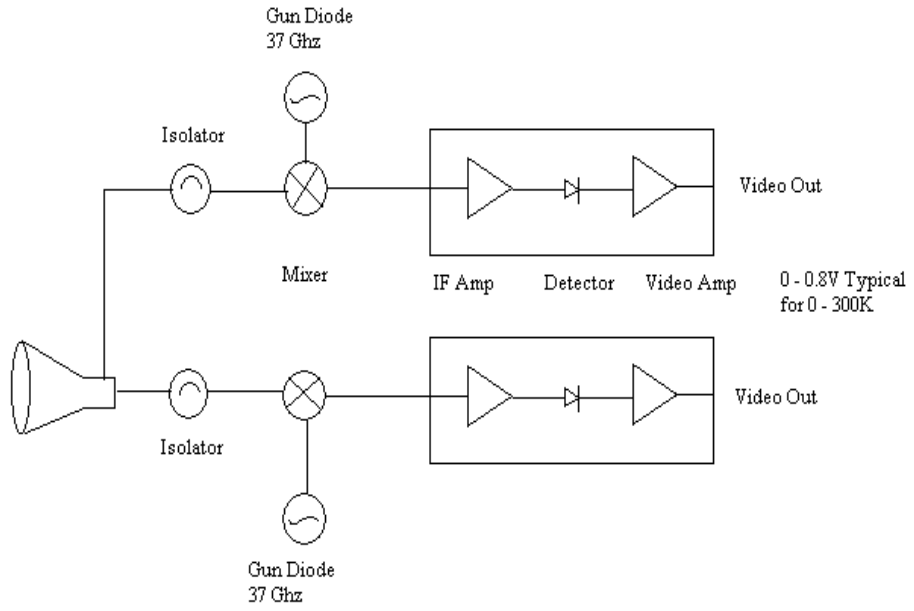 Gun Diode
37 Ghz
Isolator
Video Out
Mixer
IF Amp
Detector
Video Amp
0 - 0.8V Typical
for 0 - 300K
Video Out
Isolator
Gun Diode
37 Ghz